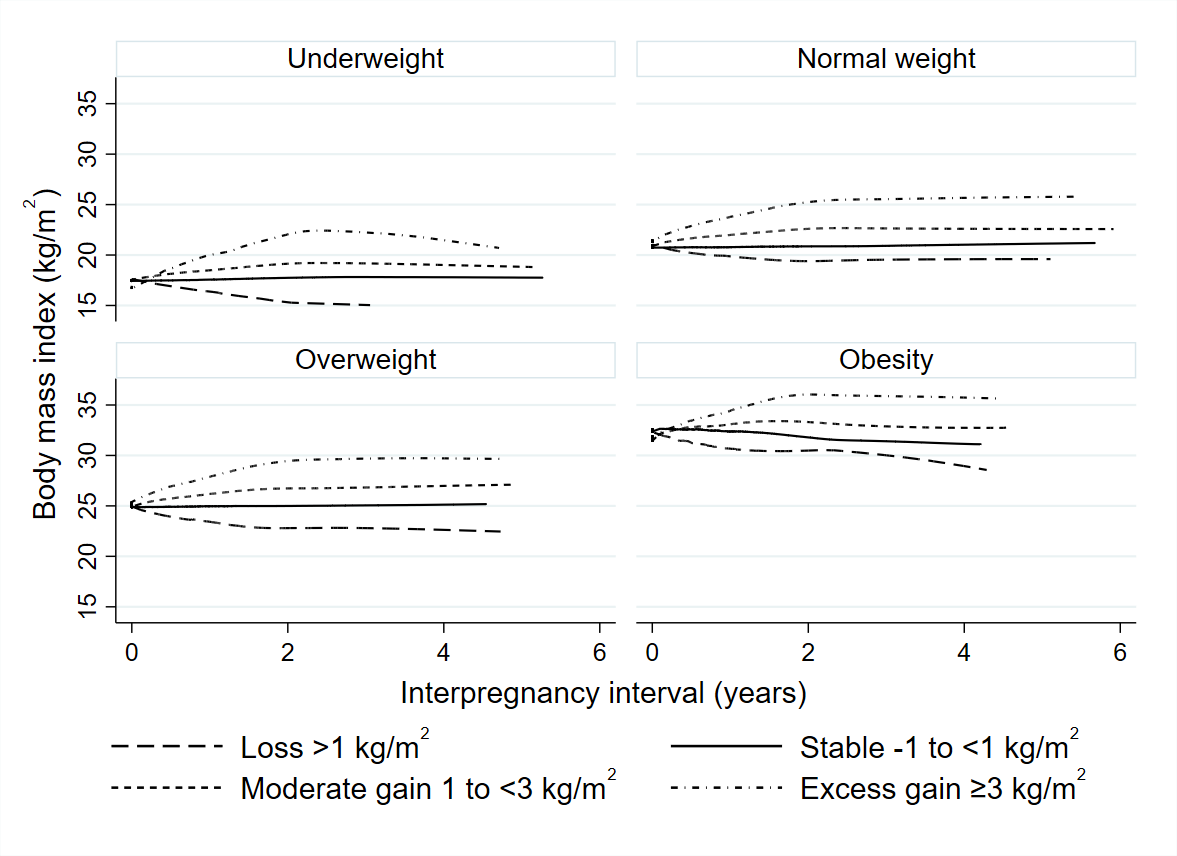 Underweight
Normal weight
35
30
25
20
15
Overweight
Obesity
35
30
25
20
15
Body mass index (kg/m²)
0 2 4 6
0 2 4 6
Interpregnancy interval (years)
Loss >1 kg/m²
Stable -1 to <1 kg/m²
Moderate gain 1 to <3 kg/m²
Excess gain ≥3 kg/m²